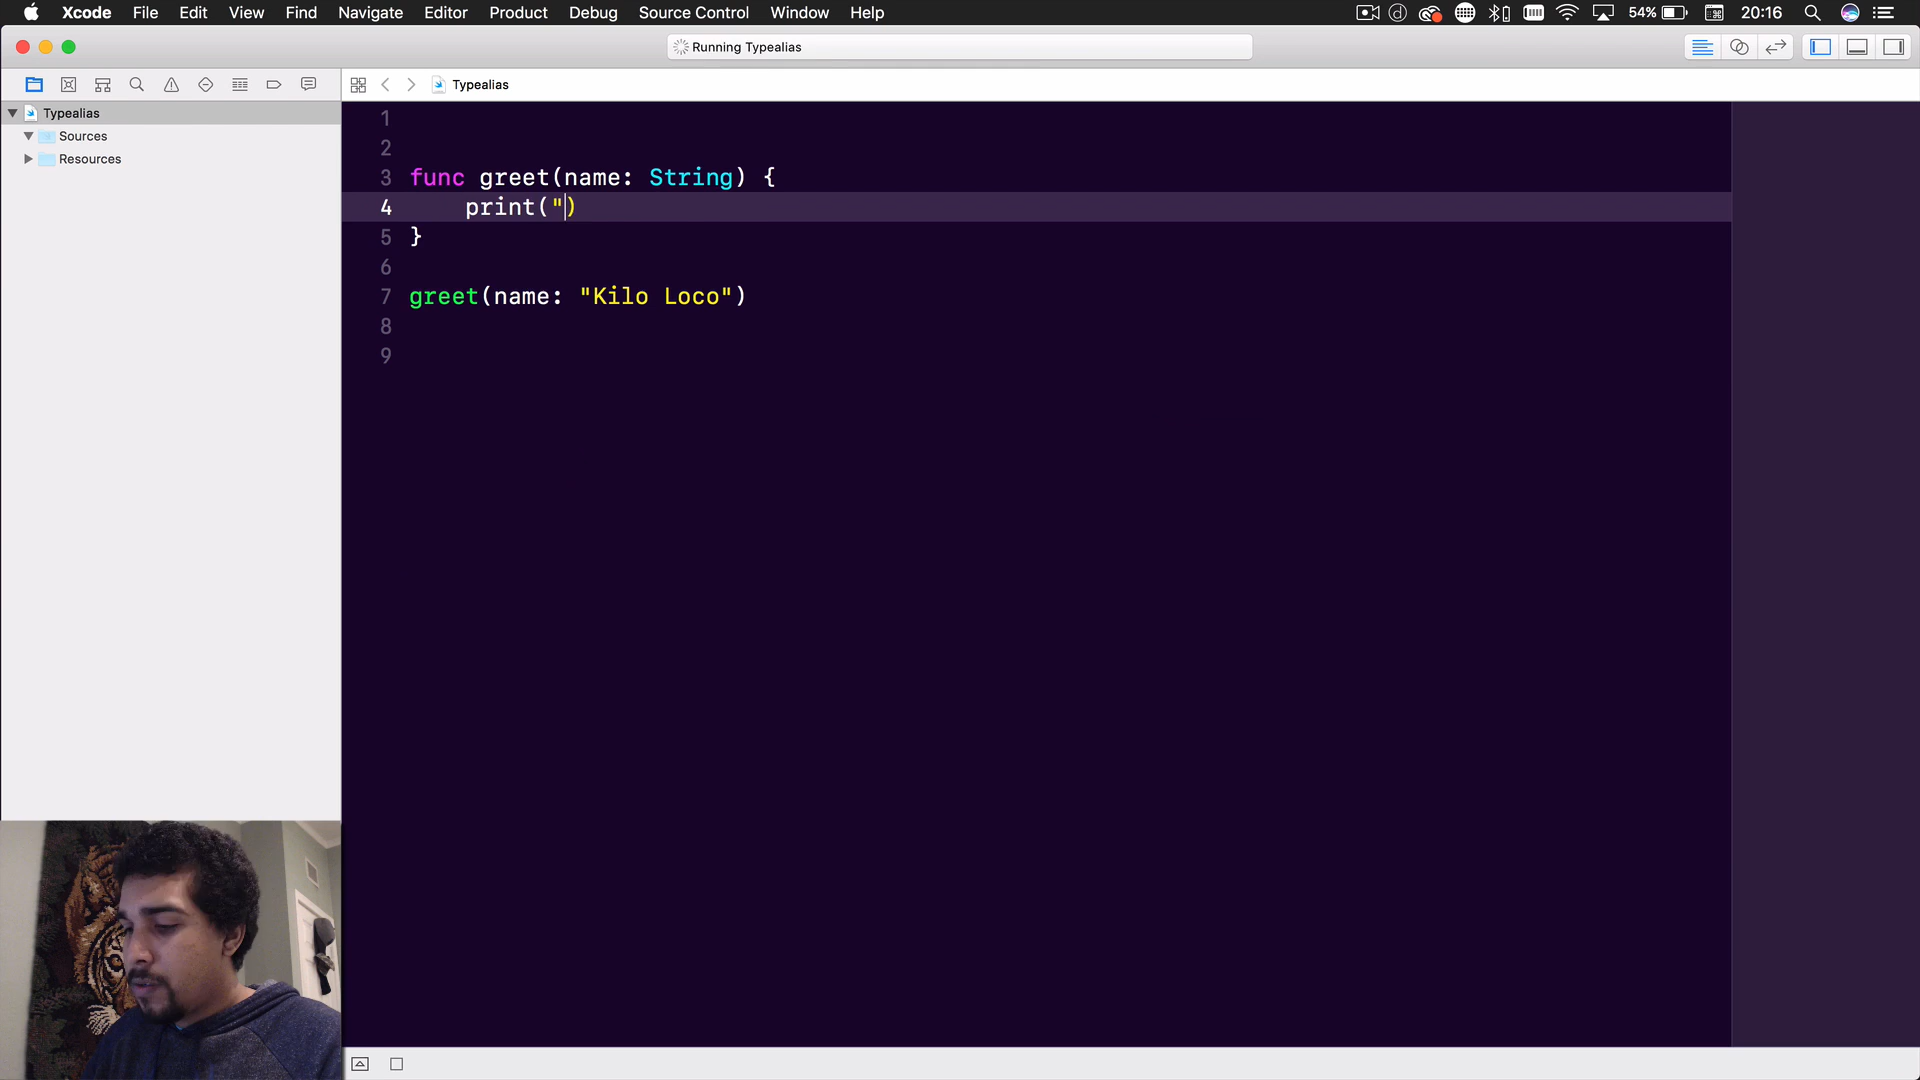 Xcode File Edit View Find Navigate Editor Product Debug Source Control Window Help 54% 20:16
Running Typealias
Typealias
Typealias
Sources
Resources
1
2
3 func greet(name: String) {
4 print(")
5 }
6
7 greet(name: "Kilo Loco")
8
9